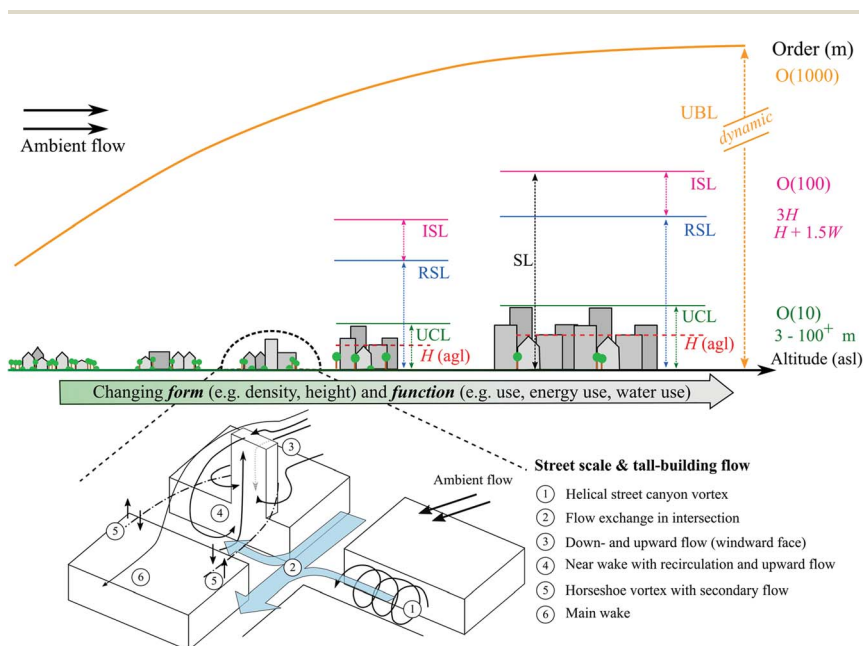 Order (m)
O(1000)
UBL
dynamic
Ambient flow
ISL
O(100)
3H
H + 1.5W
ISL
RSL
SL
RSL
UCL
O(10)
3 - 100+ m
UCL
H (agl)
H (agl)
Altitude (asl)
Changing form (e.g. density, height) and function (e.g. use, energy use, water use)
Street scale & tall-building flow
Ambient flow
1 Helical street canyon vortex
2 Flow exchange in intersection
3 Down- and upward flow (windward face)
4 Near wake with recirculation and upward flow
5 Horseshoe vortex with secondary flow
6 Main wake
3
4
5
2
6
5
1